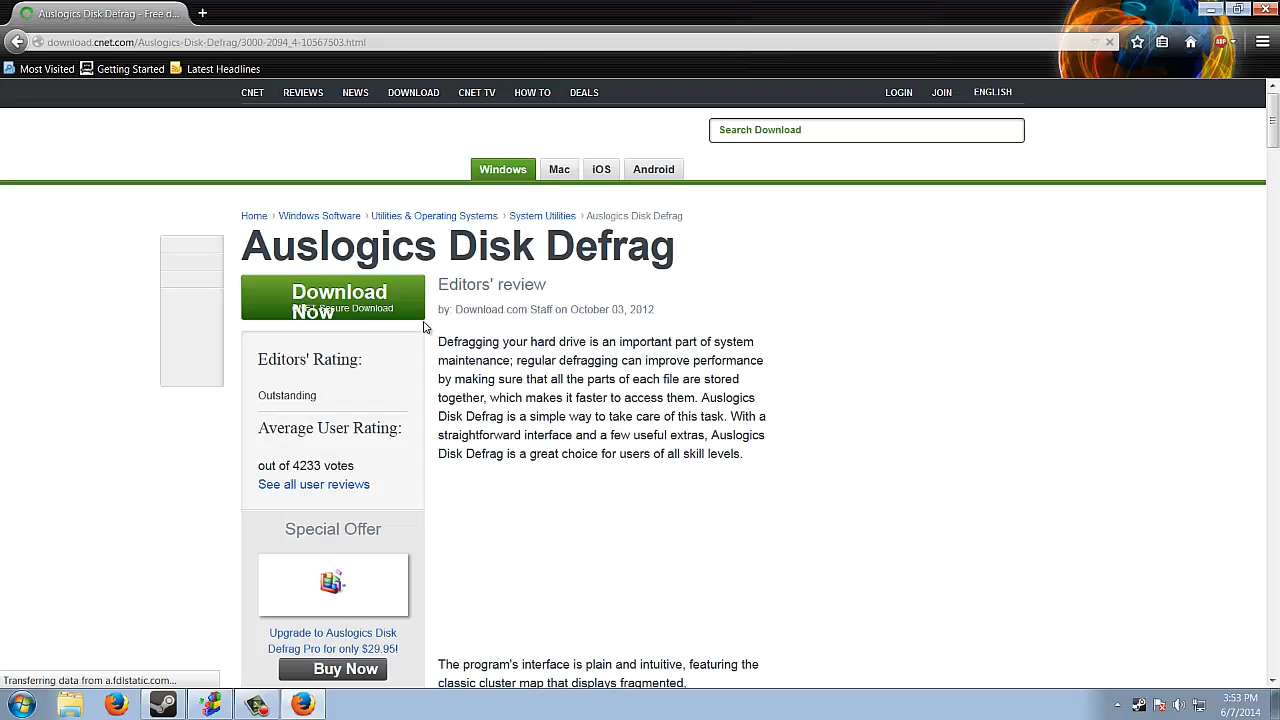 Auslogics Disk Defrag - Free d...
download.cnet.com/Auslogics-Disk-Defrag/3000-2094_4-10567503.html
ABP
Most Visited
Getting Started
Latest Headlines
CNET
REVIEWS
NEWS
DOWNLOAD
CNET TV
HOW TO
DEALS
LOGIN
JOIN
ENGLISH
Search Download
Windows
Mac
iOS
Android
Home › Windows Software › Utilities & Operating Systems › System Utilities › Auslogics Disk Defrag
Auslogics Disk Defrag
Download
Now
CNET Secure Download
Editors' review
by: Download.com Staff on October 03, 2012
Defragging your hard drive is an important part of system
maintenance; regular defragging can improve performance
by making sure that all the parts of each file are stored
together, which makes it faster to access them. Auslogics
Disk Defrag is a simple way to take care of this task. With a
straightforward interface and a few useful extras, Auslogics
Disk Defrag is a great choice for users of all skill levels.
Editors' Rating:
Outstanding
Average User Rating:
out of 4233 votes
See all user reviews
Special Offer
Upgrade to Auslogics Disk
Defrag Pro for only $29.95!
Buy Now
The program's interface is plain and intuitive, featuring the
classic cluster map that displays fragmented,
Transferring data from a.fdlstatic.com...
3:53 PM
6/7/2014